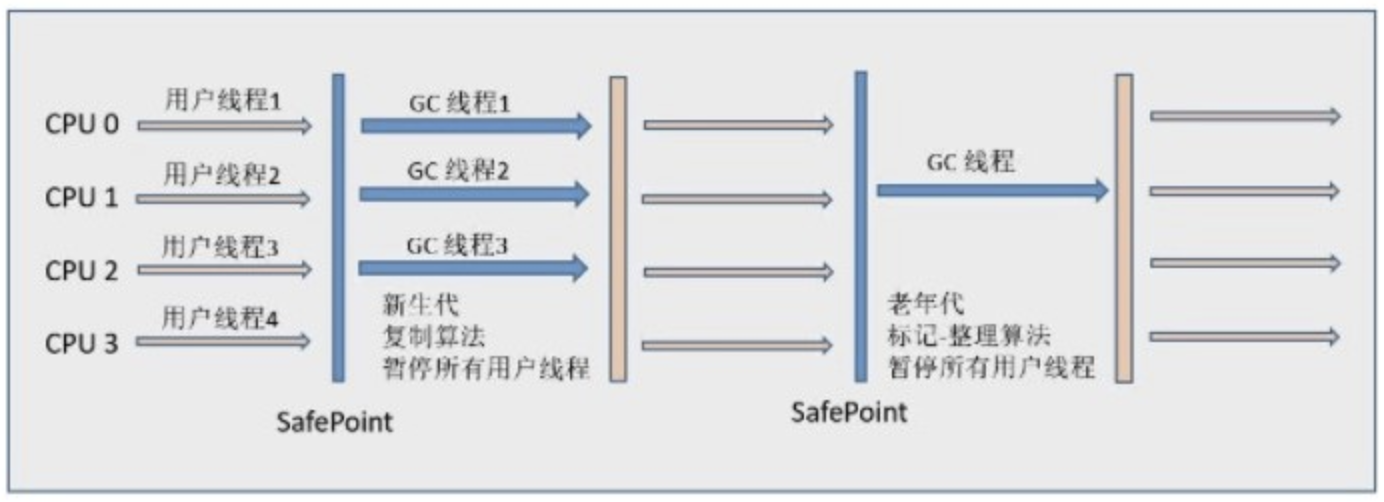 用户线程1
GC 线程1
CPU 0
用户线程2
GC 线程2
GC 线程
CPU 1
用户线程3
GC 线程3
CPU 2
用户线程4
CPU 3
新生代
复制算法
暂停所有用户线程
老年代
标记-整理算法
暂停所有用户线程
SafePoint
SafePoint